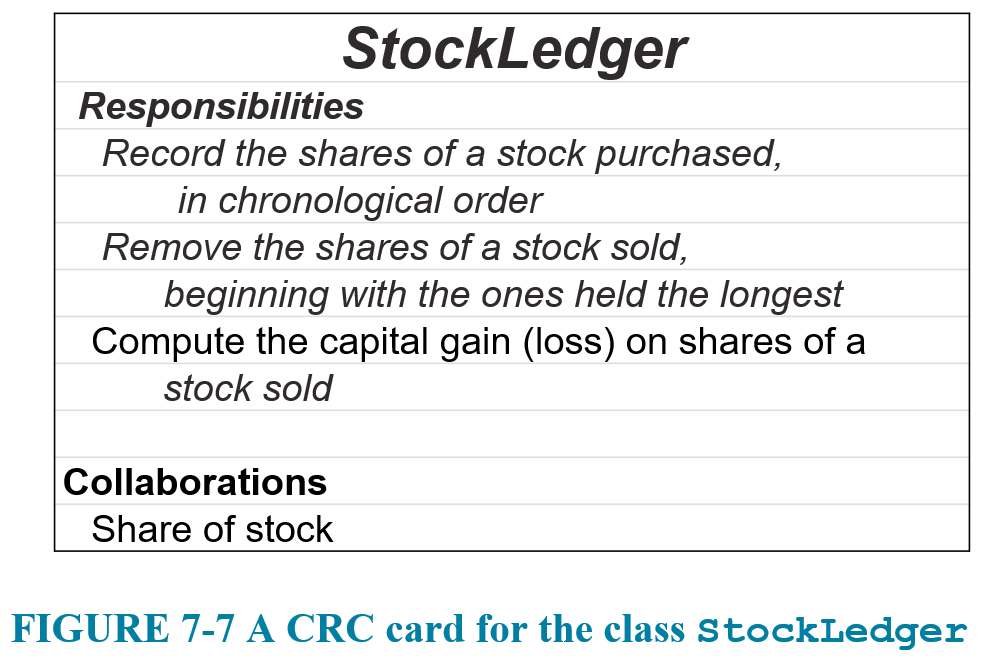 StockLedger
Responsibilities
Record the shares of a stock purchased,
in chronological order
Remove the shares of a stock sold,
beginning with the ones held the longest
Compute the capital gain (loss) on shares of a
stock sold
Collaborations
Share of stock
FIGURE 7-7 A CRC card for the class StockLedger